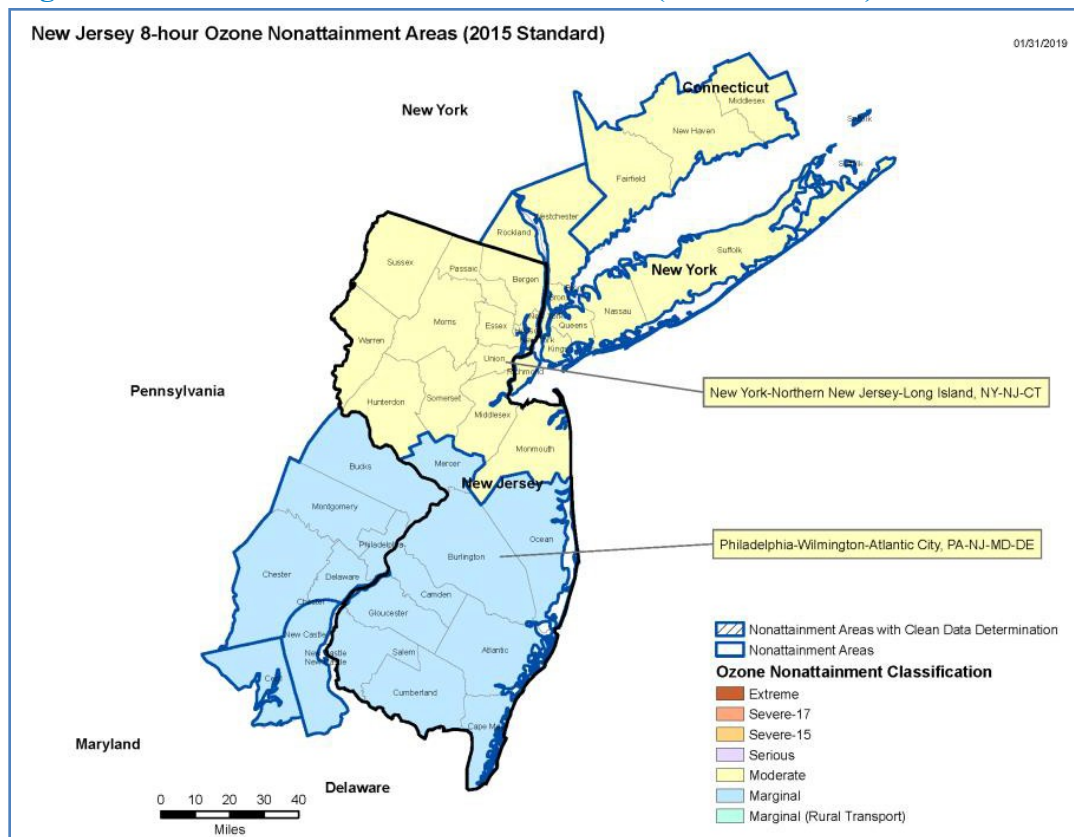 New Jersey 8-hour Ozone Nonattainment Areas (2015 Standard)
01/31/2019
New York
Connecticut
Middlesex
New Haven
Fairfield
Suffolk
Rockland
Sussex
Passaic
Bergen
New York
Morris
Essex
Queens
Nassau
Warren
Union
Richmond
Pennsylvania
New York-Northern New Jersey-Long Island, NY-NJ-CT
Hunterdon
Somerset
Middlesex
Monmouth
Bucks
Mercer
New Jersey
Montgomery
Philadelphia
Ocean
Philadelphia-Wilmington-Atlantic City, PA-NJ-MD-DE
Burlington
Chester
Delaware
Camden
Gloucester
New Castle
Salem
Atlantic
Cumberland
Maryland
Delaware
Nonattainment Areas with Clean Data Determination
Nonattainment Areas
Ozone Nonattainment Classification
Extreme
Severe-17
Severe-15
Serious
Moderate
Marginal
Marginal (Rural Transport)
0 10 20 30 40
Miles